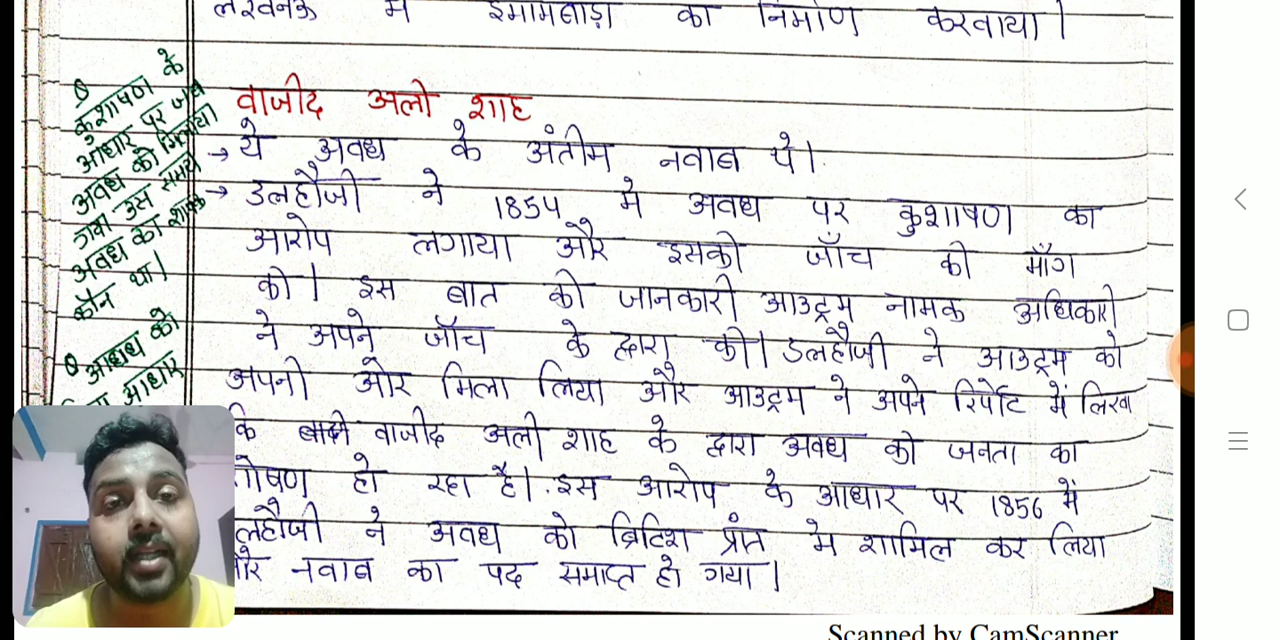 लखनऊ में इमामबाड़ा का निर्माण करवाया।
वाजीद अली शाह
→ ये अवध के अंतीम नवाब थे।
→ डलहौजी ने 1854 मे अवध पर कुशाषण का
आरोप लगाया और इसकी जाँच की माँग
की। इस बात की जानकारी आउट्रम नामक अधिकारी
ने अपने जाँच के द्वारा की। डलहौजी ने आउट्रम को
अपनी ओर मिला लिया और आउट्रम ने अपने रिपोट में लिखा
कि वाजीद अली शाह के द्वारा अवध की जनता का
शोषण हो रहा है। इस आरोप के आधार पर 1856 में
लहौजी ने अवध को ब्रिटिश प्रांत मे शामिल कर लिया
और नवाब का पद समाप्त हो गया।
Q
कुशाषण के
आधार पर जब
अवध को मिलाया
गया उस समय
अवध का शासक
कौन था।
Q अवध को
आधार
Scanned by CamScanner